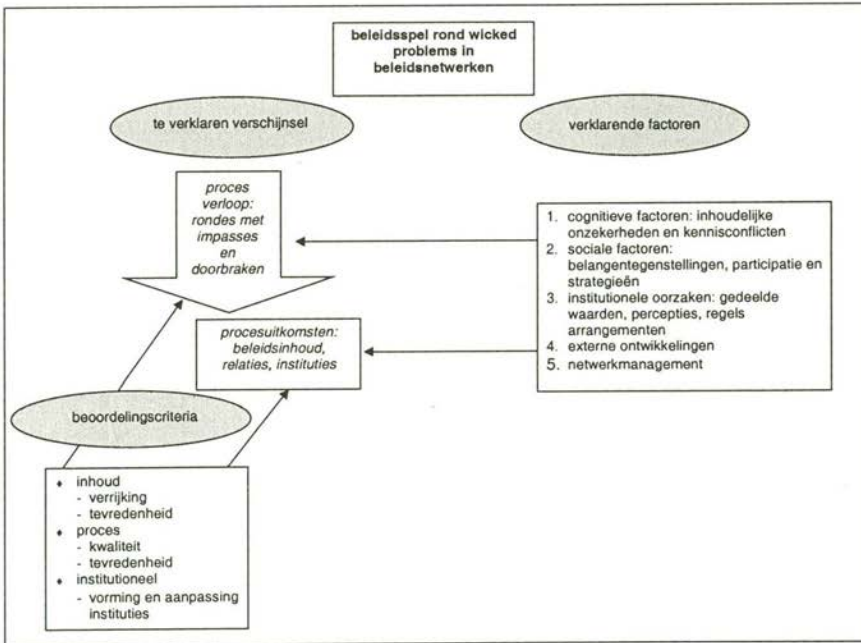 beleidsspel rond wicked
problems in
beleidsnetwerken
te verklaren verschijnsel
verklarende factoren
proces
verloop:
rondes met
impasses
en
doorbraken
1. cognitieve factoren: inhoudelijke
onzekerheden en kennisconflicten
2. sociale factoren:
belangentegenstellingen, participatie en
strategieën
3. institutionele oorzaken: gedeelde
waarden, percepties, regels
arrangementen
4. externe ontwikkelingen
5. netwerkmanagement
procesuitkomsten:
beleidsinhoud,
relaties, instituties
beoordelingscriteria
♦ inhoud
- verrijking
- tevredenheid
♦ proces
- kwaliteit
- tevredenheid
♦ institutioneel
- vorming en aanpassing
instituties